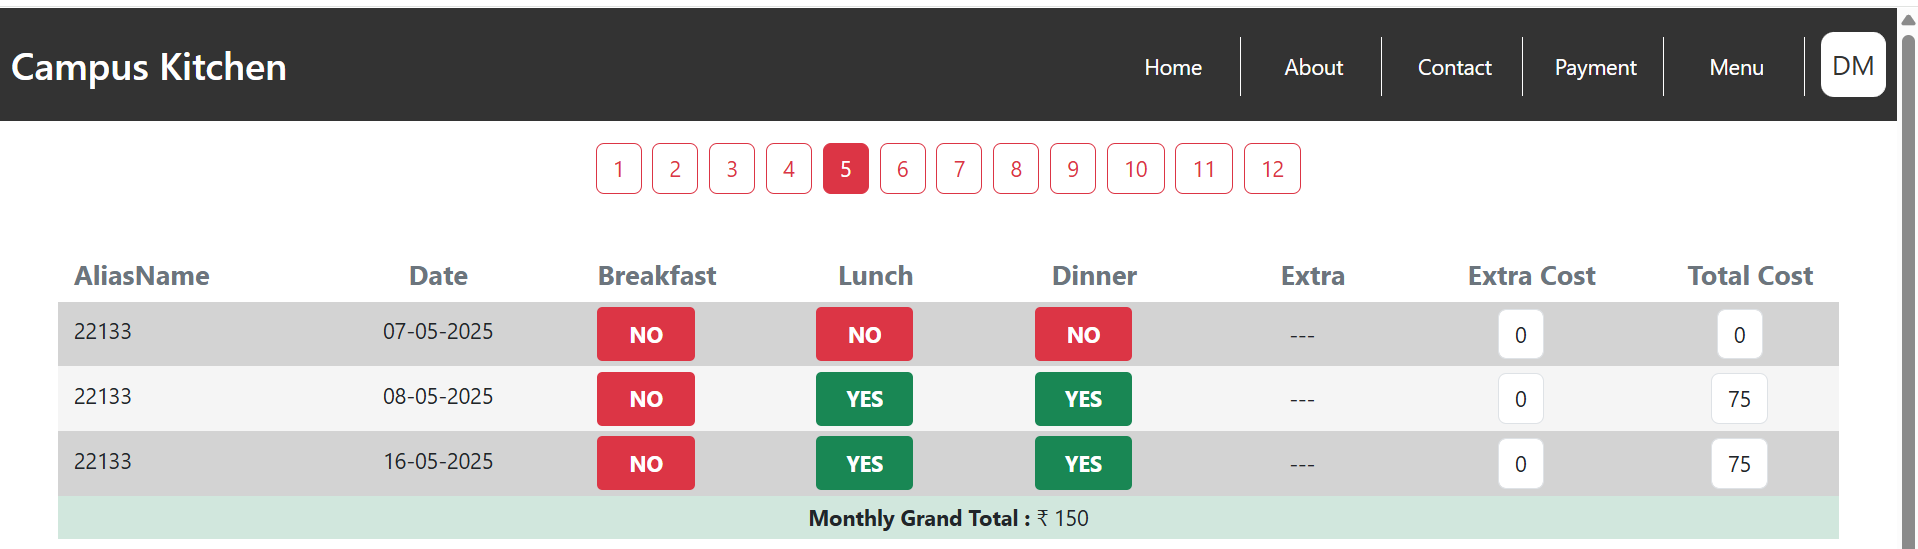 Campus Kitchen Home About Contact Payment Menu DM
1 2 3 4 5 6 7 8 9 10 11 12
AliasName Date Breakfast Lunch Dinner Extra Extra Cost Total Cost
22133 07-05-2025 NO NO NO --- 0 0
22133 08-05-2025 NO YES YES --- 0 75
22133 16-05-2025 NO YES YES --- 0 75
Monthly Grand Total : ₹ 150